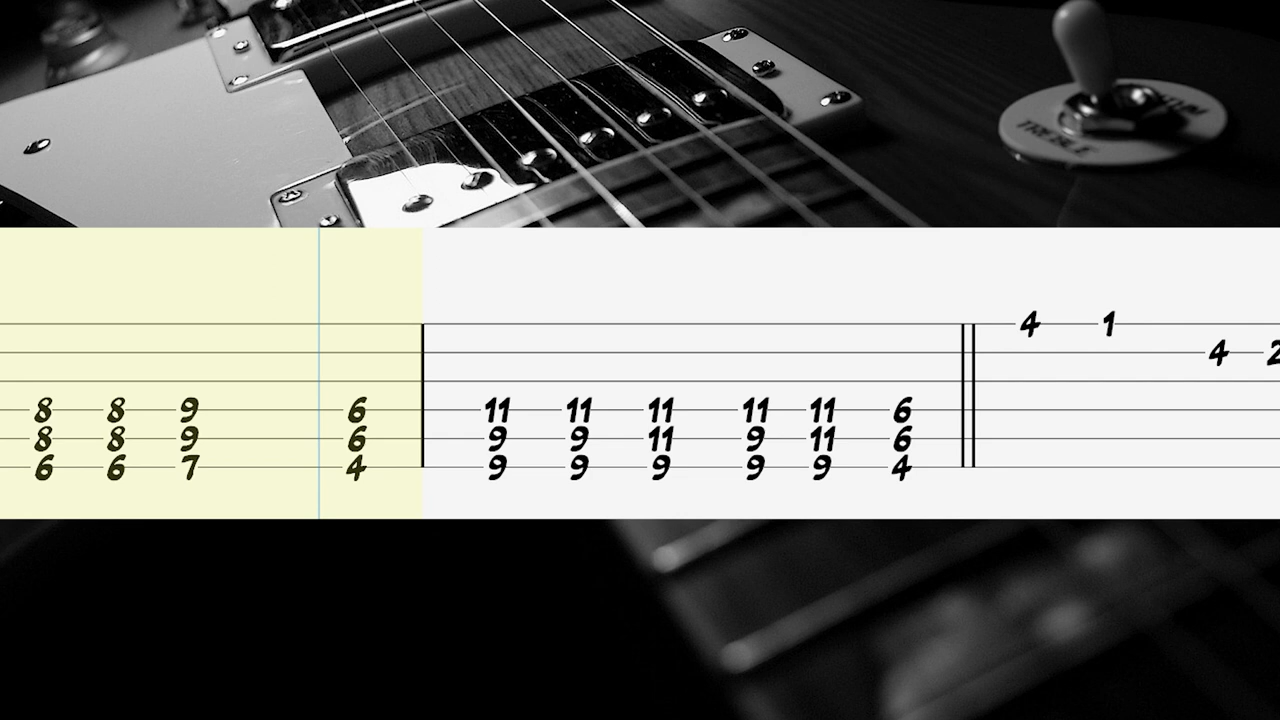 TREBLE
4 1
4 2
8 8 9 6 11 11 11 11 11 6
8 8 9 6 9 9 11 9 11 6
6 6 7 4 9 9 9 9 9 4